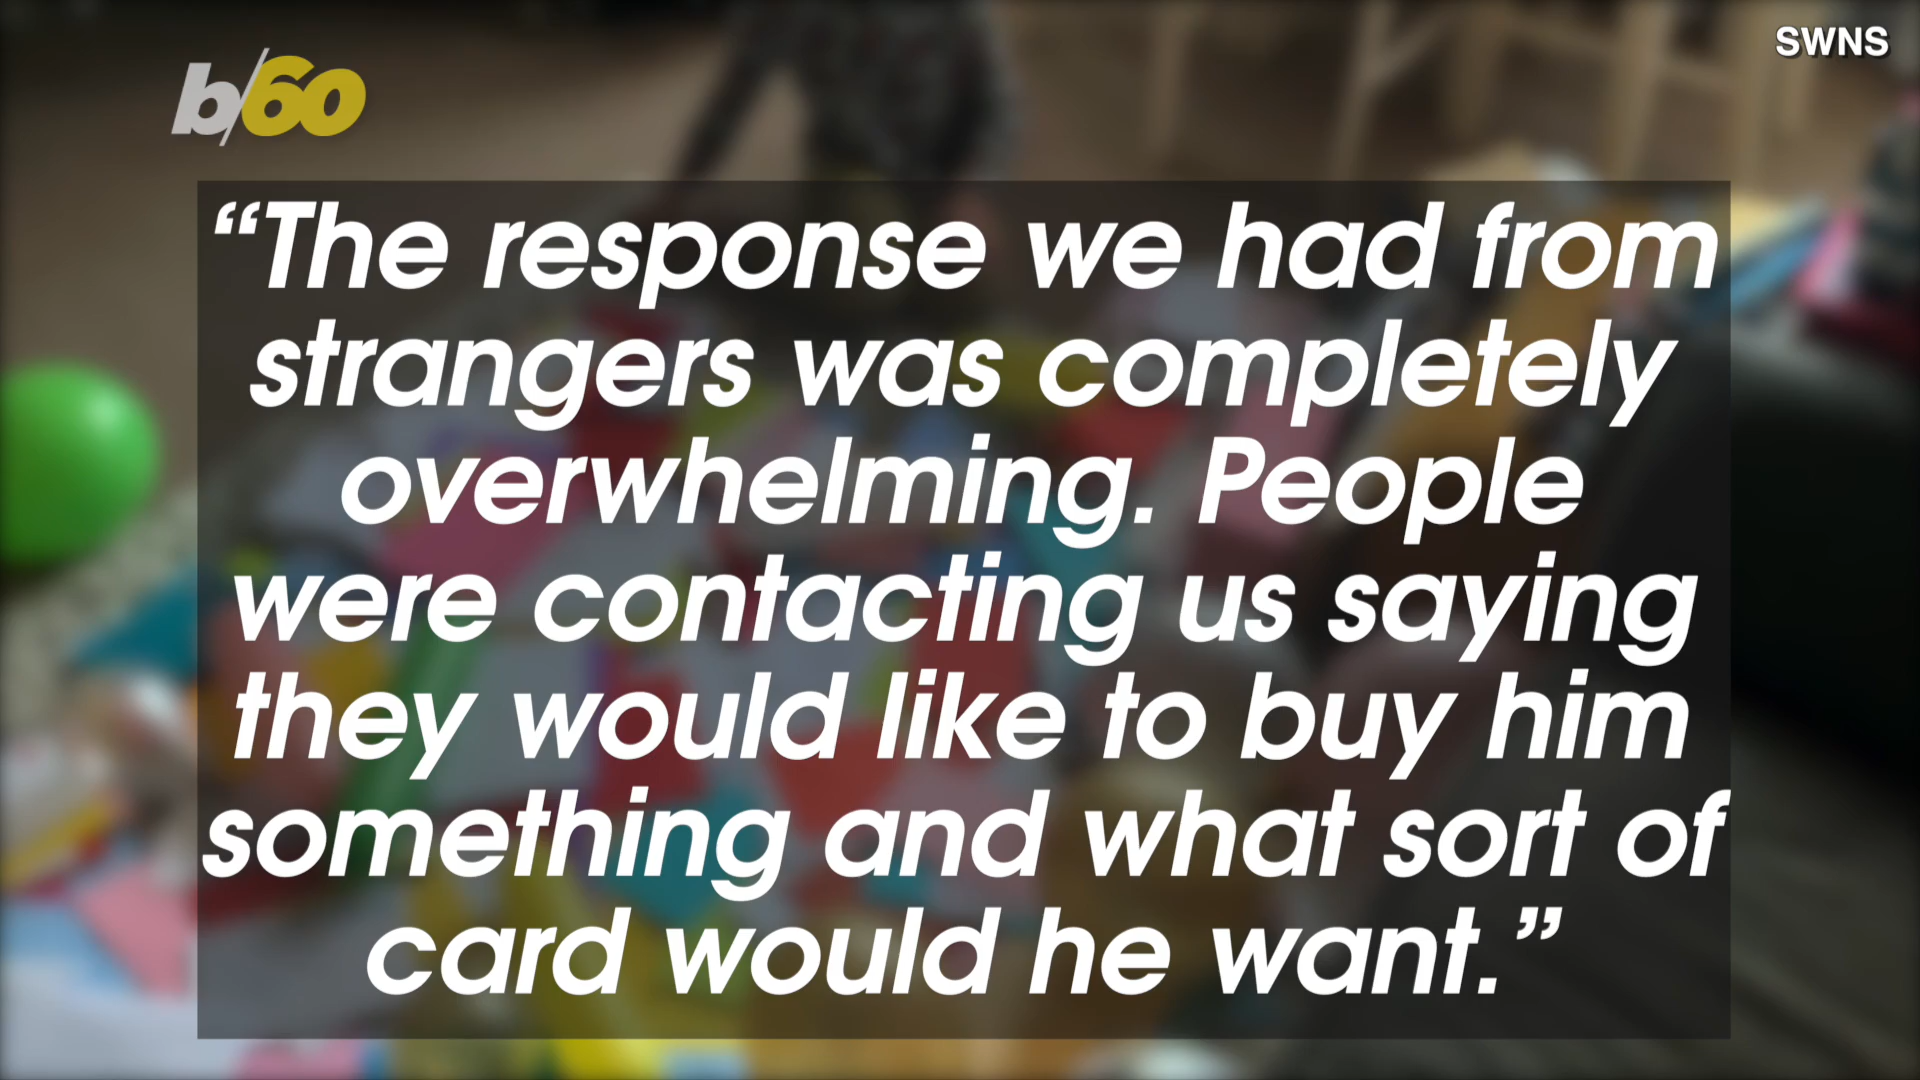 SWNS
b/60
“The response we had from
strangers was completely
overwhelming. People
were contacting us saying
they would like to buy him
something and what sort of
card would he want.”